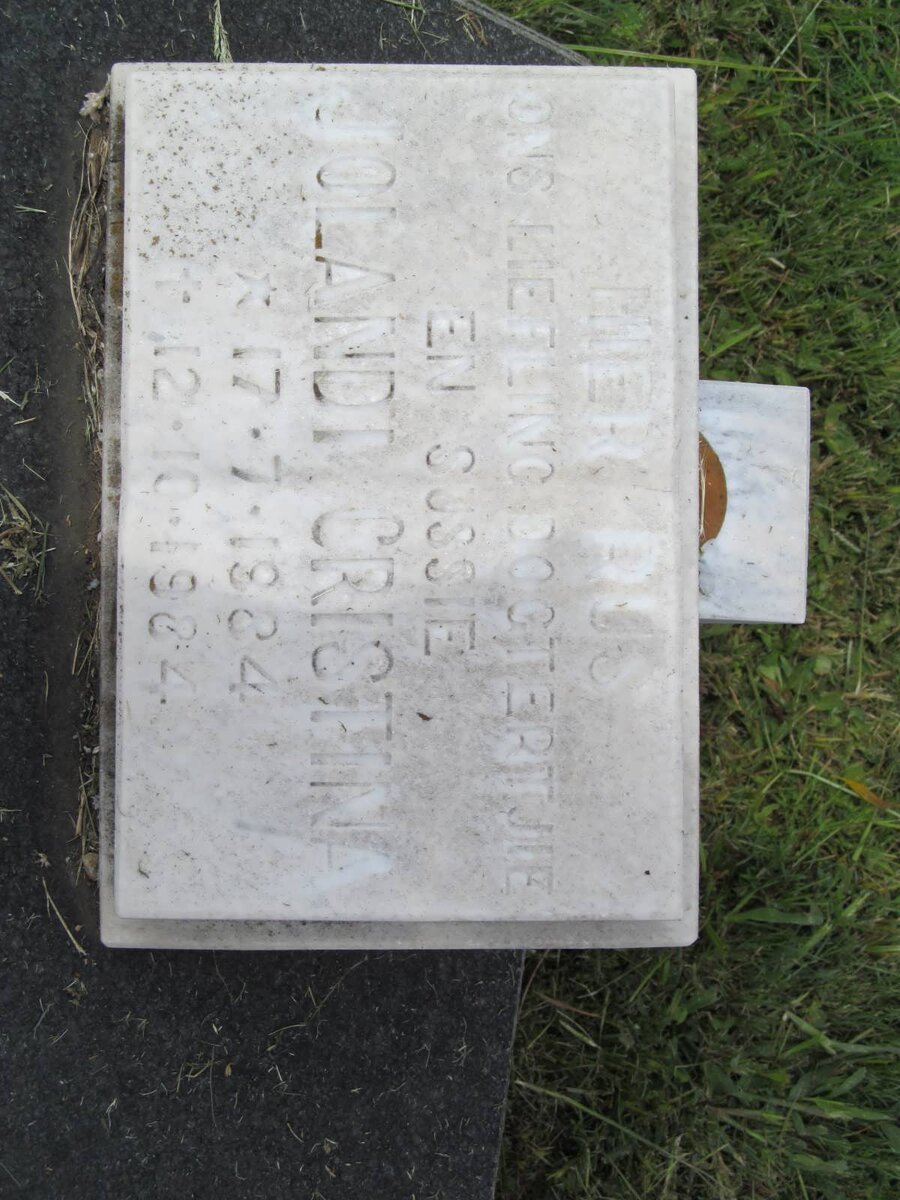 HIER RUS
ONS LIEFLING DOGTERTJIE
EN SUSSIE
JOLANDI CRISTINA
* 17·7·1984
† 12·10·1984